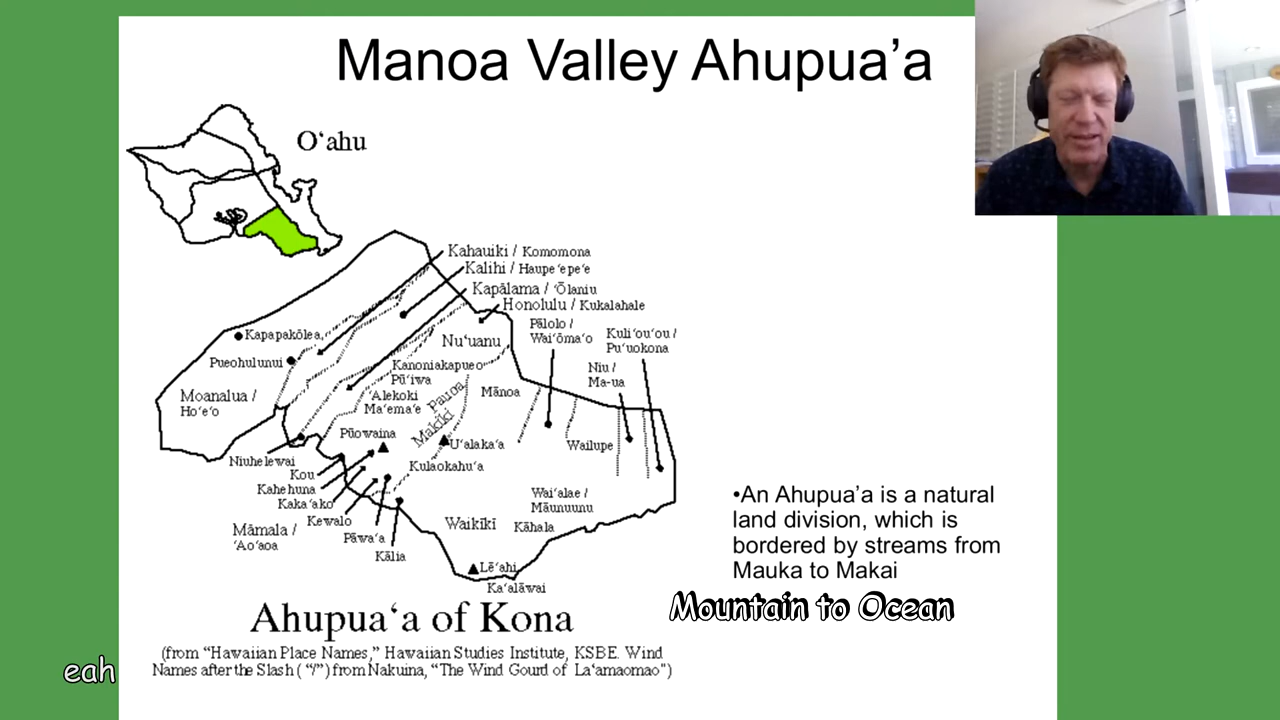 Manoa Valley Ahupua’a
O‘ahu
Kahauiki / Komomona
Kalihi / Haupe‘epe‘e
Kapālama / ‘Ōlaniu
Honolulu / Kukalahale
Pālolo /
Wai‘ōma‘o
Kuli‘ou‘ou /
Pu‘uokona
Kapapakōlea
Nu‘uanu
Pueohulunui
Kanoniakapueo
Pū‘iwa
Niu /
Ma-ua
Moanalua /
Ho‘e‘o
‘Alekoki
Ma‘ema‘e
Pauoa
Makiki
Mānoa
Pūowaina
U‘alaka‘a
Wailupe
Niuhelewai
Kulaokahu‘a
Kou
Kahehuna
Kaka‘ako
Kewalo
Wai‘alae /
Māunuunu
Māmala /
‘Ao‘aoa
Pāwa‘a
Waikīkī
Kāhala
Kālia
Lē‘ahi
Ka‘alāwai
•An Ahupua’a is a natural
land division, which is
bordered by streams from
Mauka to Makai
Mountain to Ocean
Ahupua‘a of Kona
(from “Hawaiian Place Names,” Hawaiian Studies Institute, KSBE. Wind
Names after the Slash ( “/”) from Nakuina, “The Wind Gourd of La‘amaomao")
eah